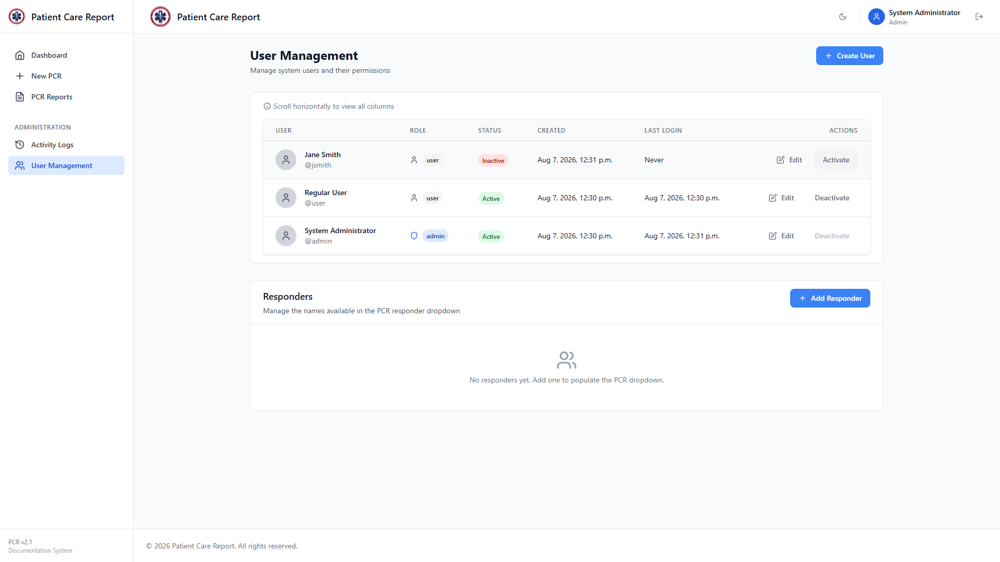 Patient Care Report
Patient Care Report
System Administrator
Admin
Dashboard
New PCR
PCR Reports
ADMINISTRATION
Activity Logs
User Management
User Management
Manage system users and their permissions
Create User
Scroll horizontally to view all columns
USER ROLE STATUS CREATED LAST LOGIN ACTIONS
Jane Smith
@jsmith
user Inactive Aug 7, 2026, 12:31 p.m. Never Edit Activate
Regular User
@user
user Active Aug 7, 2026, 12:30 p.m. Aug 7, 2026, 12:30 p.m. Edit Deactivate
System Administrator
@admin
admin Active Aug 7, 2026, 12:30 p.m. Aug 7, 2026, 12:31 p.m. Edit Deactivate
Responders
Manage the names available in the PCR responder dropdown
Add Responder
No responders yet. Add one to populate the PCR dropdown.
PCR v2.1
Documentation System
© 2026 Patient Care Report. All rights reserved.